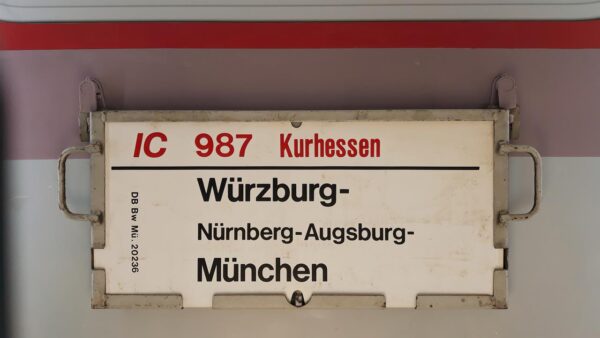 IC 987 Kurhessen
Würzburg-
Nürnberg-Augsburg-
München
DB Bw Mü. 20236